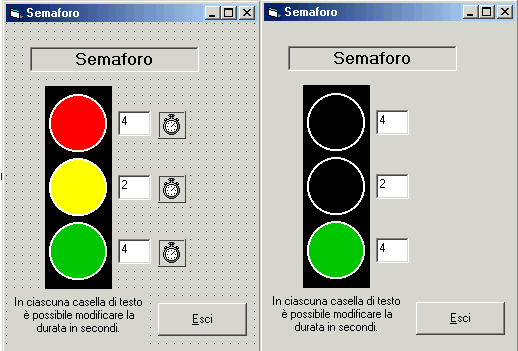 Semaforo
Semaforo
4
2
4
In ciascuna casella di testo
è possibile modificare la
durata in secondi.
Esci
Semaforo
Semaforo
4
2
4
In ciascuna casella di testo
è possibile modificare la
durata in secondi.
Esci